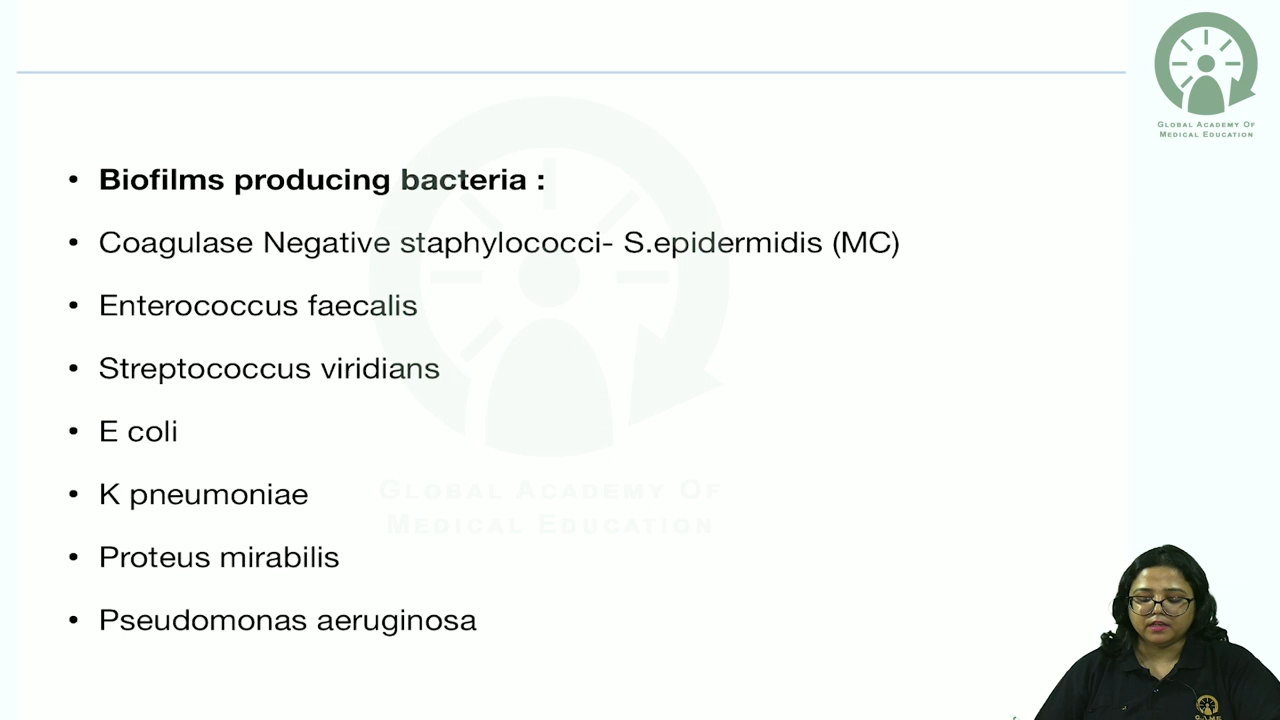 GLOBAL ACADEMY OF
MEDICAL EDUCATION
• Biofilms producing bacteria :
• Coagulase Negative staphylococci- S.epidermidis (MC)
• Enterococcus faecalis
• Streptococcus viridians
• E coli
• K pneumoniae
• Proteus mirabilis
• Pseudomonas aeruginosa
GLOBAL ACADEMY OF
MEDICAL EDUCATION
G.A.M.E